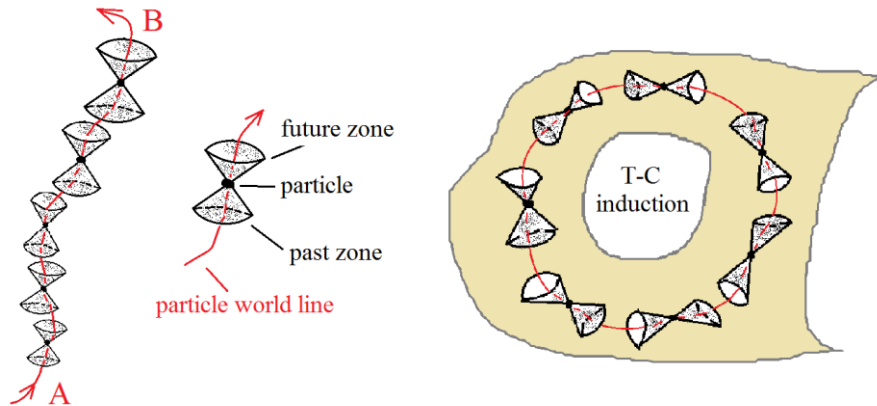 B
future zone
particle
past zone
particle world line
A
T-C
induction